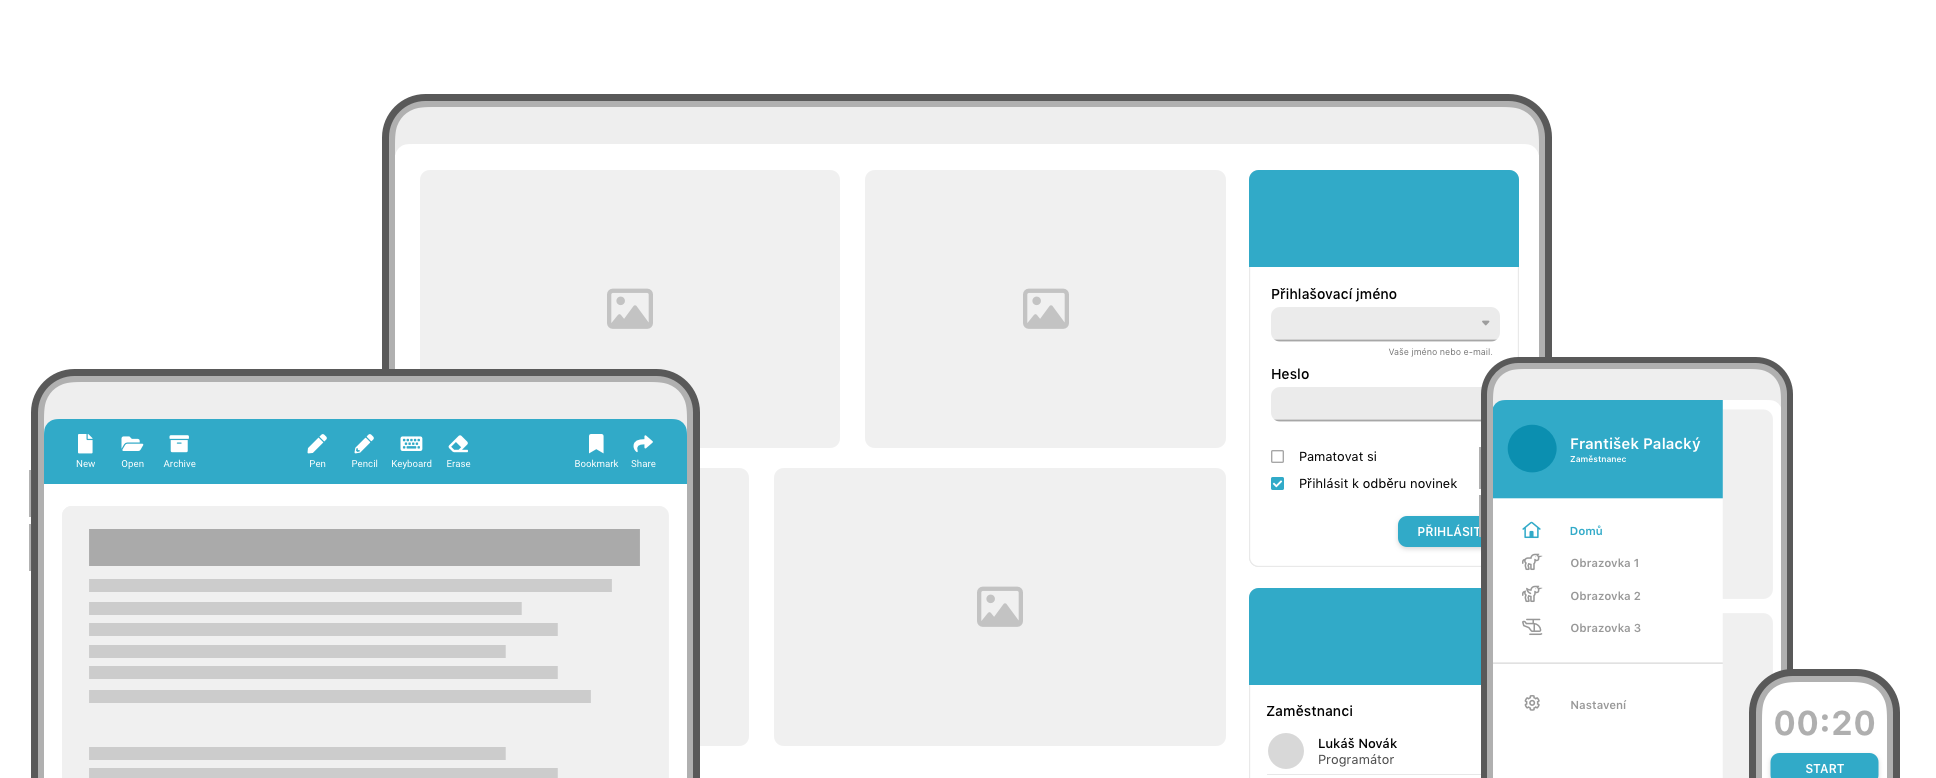 Přihlašovací jméno
Vaše jméno nebo e-mail.
Heslo
Pamatovat si
Přihlásit k odběru novinek
PŘIHLÁSIT
Zaměstnanci
Lukáš Novák
Programátor
New
Open
Archive
Pen
Pencil
Keyboard
Erase
Bookmark
Share
František Palacký
Zaměstnanec
Domů
Obrazovka 1
Obrazovka 2
Obrazovka 3
Nastavení
00:20
START